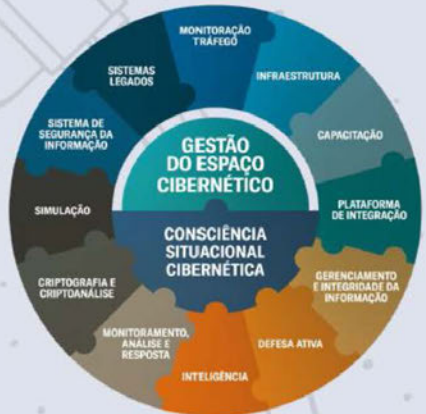 MONITORAÇÃO
TRÁFEGO
INFRAESTRUTURA
CAPACITAÇÃO
PLATAFORMA
DE INTEGRAÇÃO
GERENCIAMENTO
E INTEGRIDADE DA
INFORMAÇÃO
DEFESA ATIVA
INTELIGÊNCIA
MONITORAMENTO,
ANÁLISE E
RESPOSTA
CRIPTOGRAFIA E
CRIPTOANÁLISE
SIMULAÇÃO
SISTEMA DE
SEGURANÇA DA
INFORMAÇÃO
SISTEMAS
LEGADOS
GESTÃO
DO ESPAÇO
CIBERNÉTICO
CONSCIÊNCIA
SITUACIONAL
CIBERNÉTICA